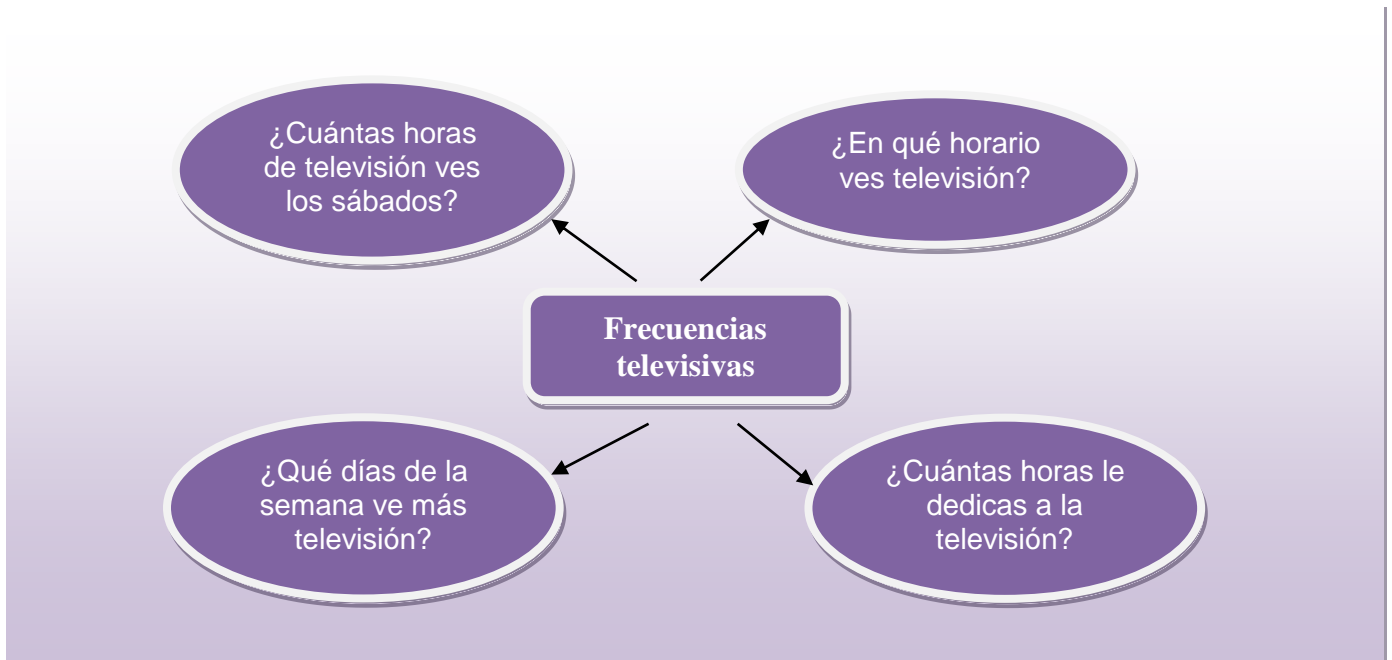 ¿Cuántas horas
de televisión ves
los sábados?
¿En qué horario
ves televisión?
Frecuencias
televisivas
¿Qué días de la
semana ve más
televisión?
¿Cuántas horas le
dedicas a la
televisión?